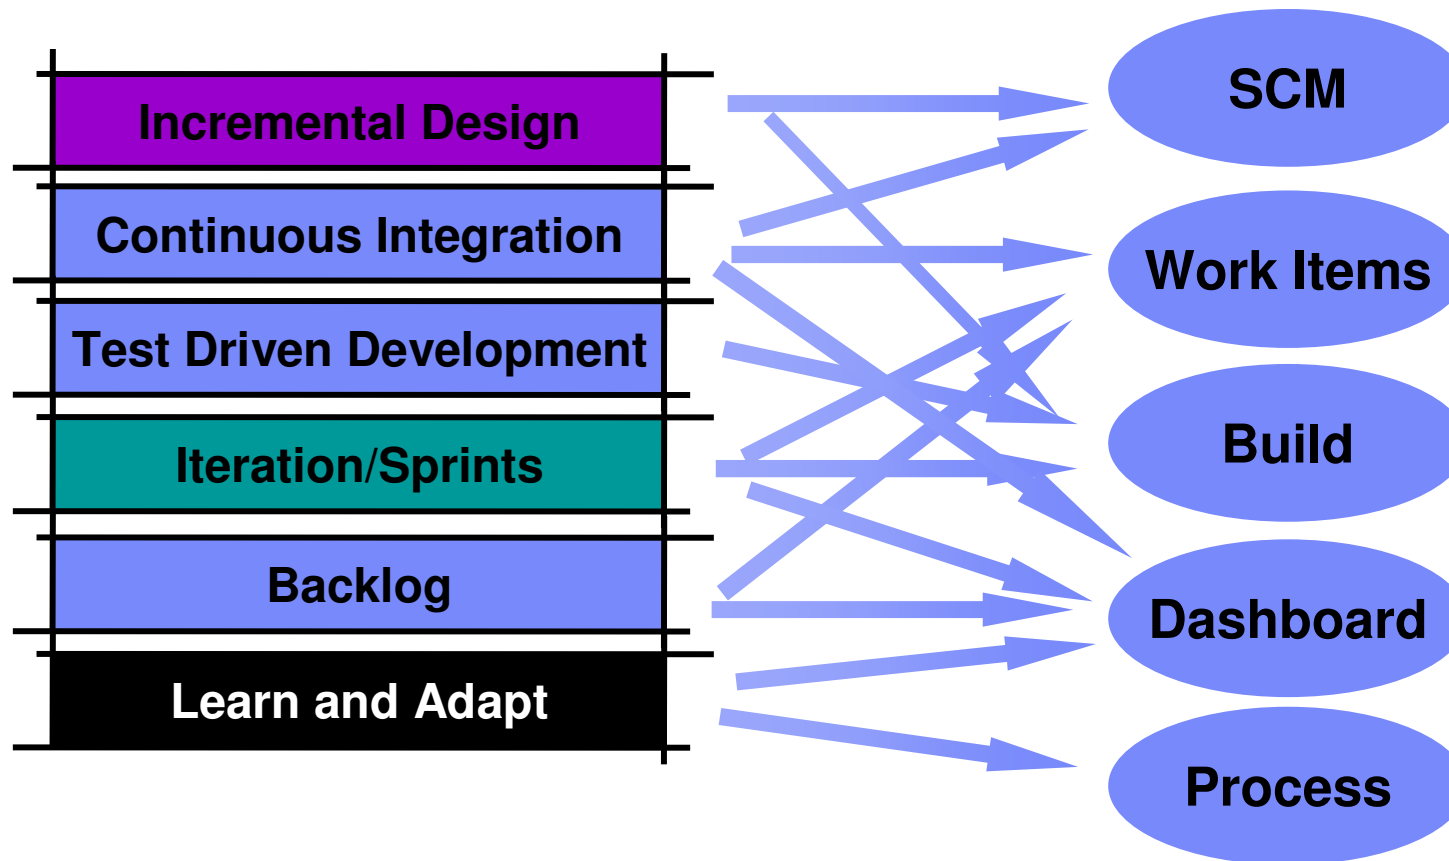 Incremental Design
Continuous Integration
Test Driven Development
Iteration/Sprints
Backlog
Learn and Adapt
SCM
Work Items
Build
Dashboard
Process